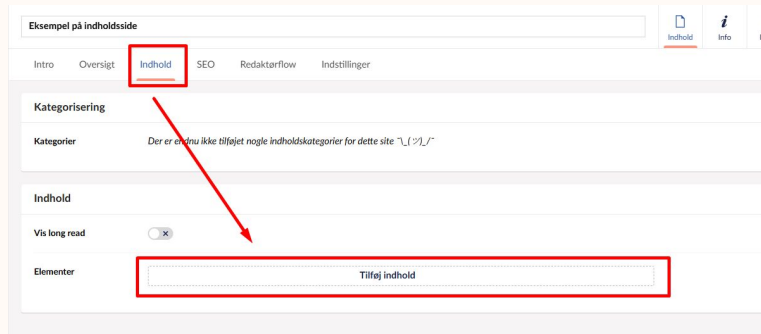 Eksempel på indholdsside
Indhold
Info
Intro Oversigt Indhold SEO Redaktørflow Indstillinger
Kategorisering
Kategorier
Der er endnu ikke tilføjet nogle indholdskategorier for dette site ¯\_(ツ)_/¯
Indhold
Vis long read
Elementer
Tilføj indhold